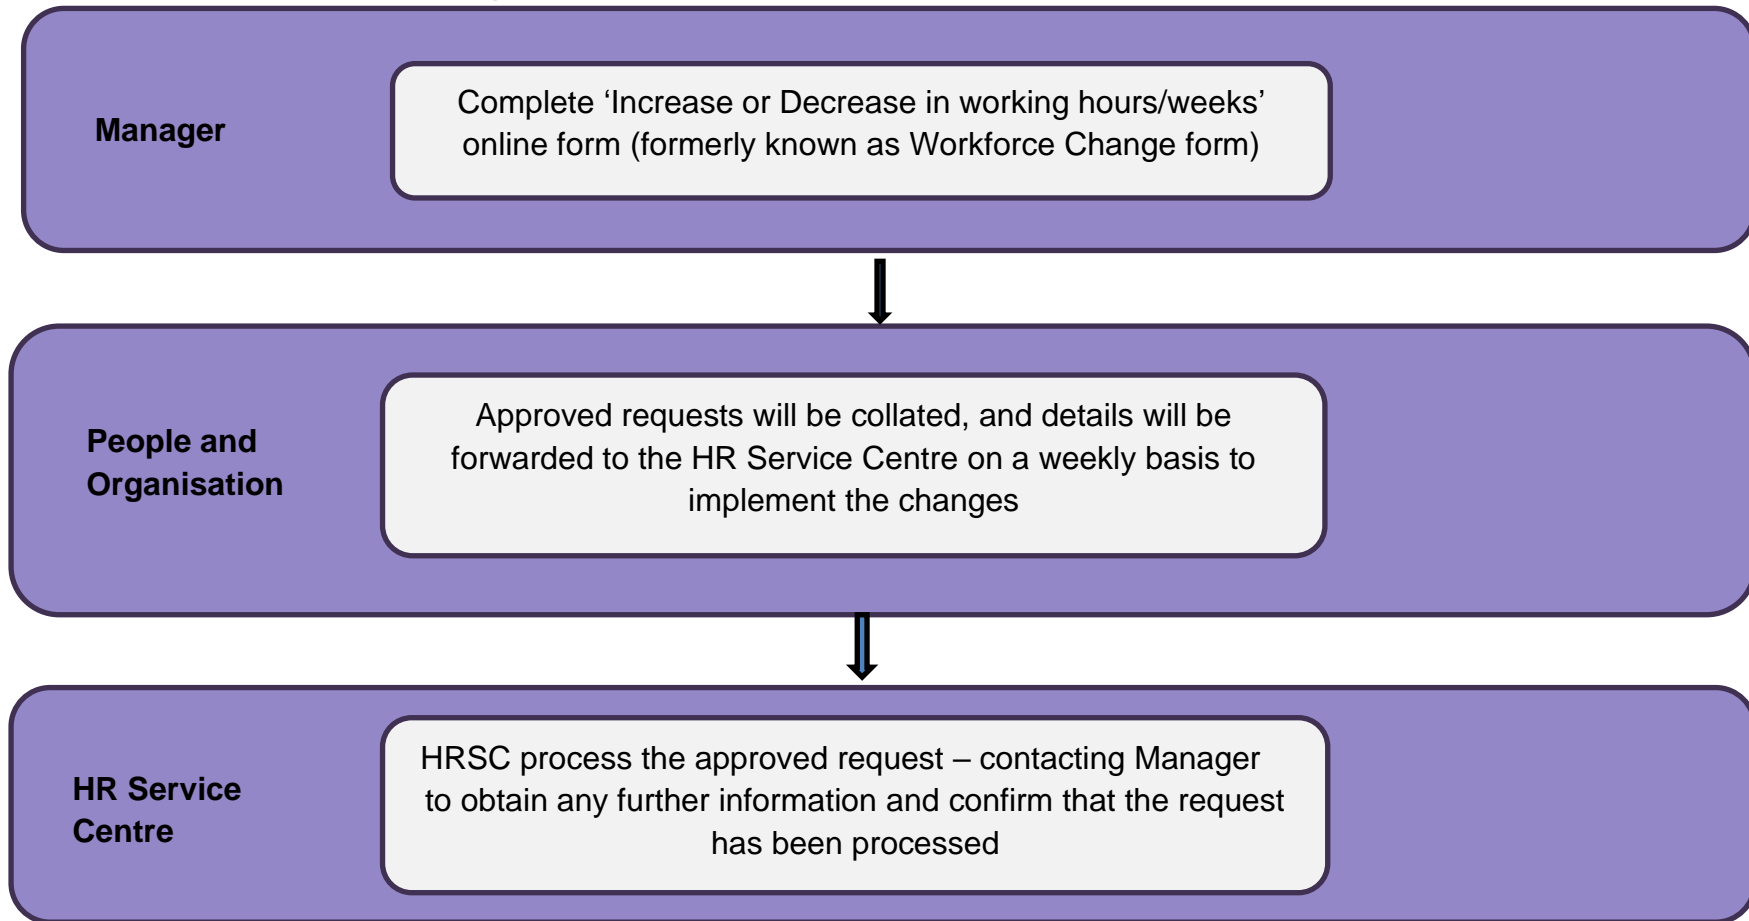 Manager
Complete ‘Increase or Decrease in working hours/weeks’
online form (formerly known as Workforce Change form)
People and
Organisation
Approved requests will be collated, and details will be
forwarded to the HR Service Centre on a weekly basis to
implement the changes
HR Service
Centre
HRSC process the approved request – contacting Manager
to obtain any further information and confirm that the request
has been processed